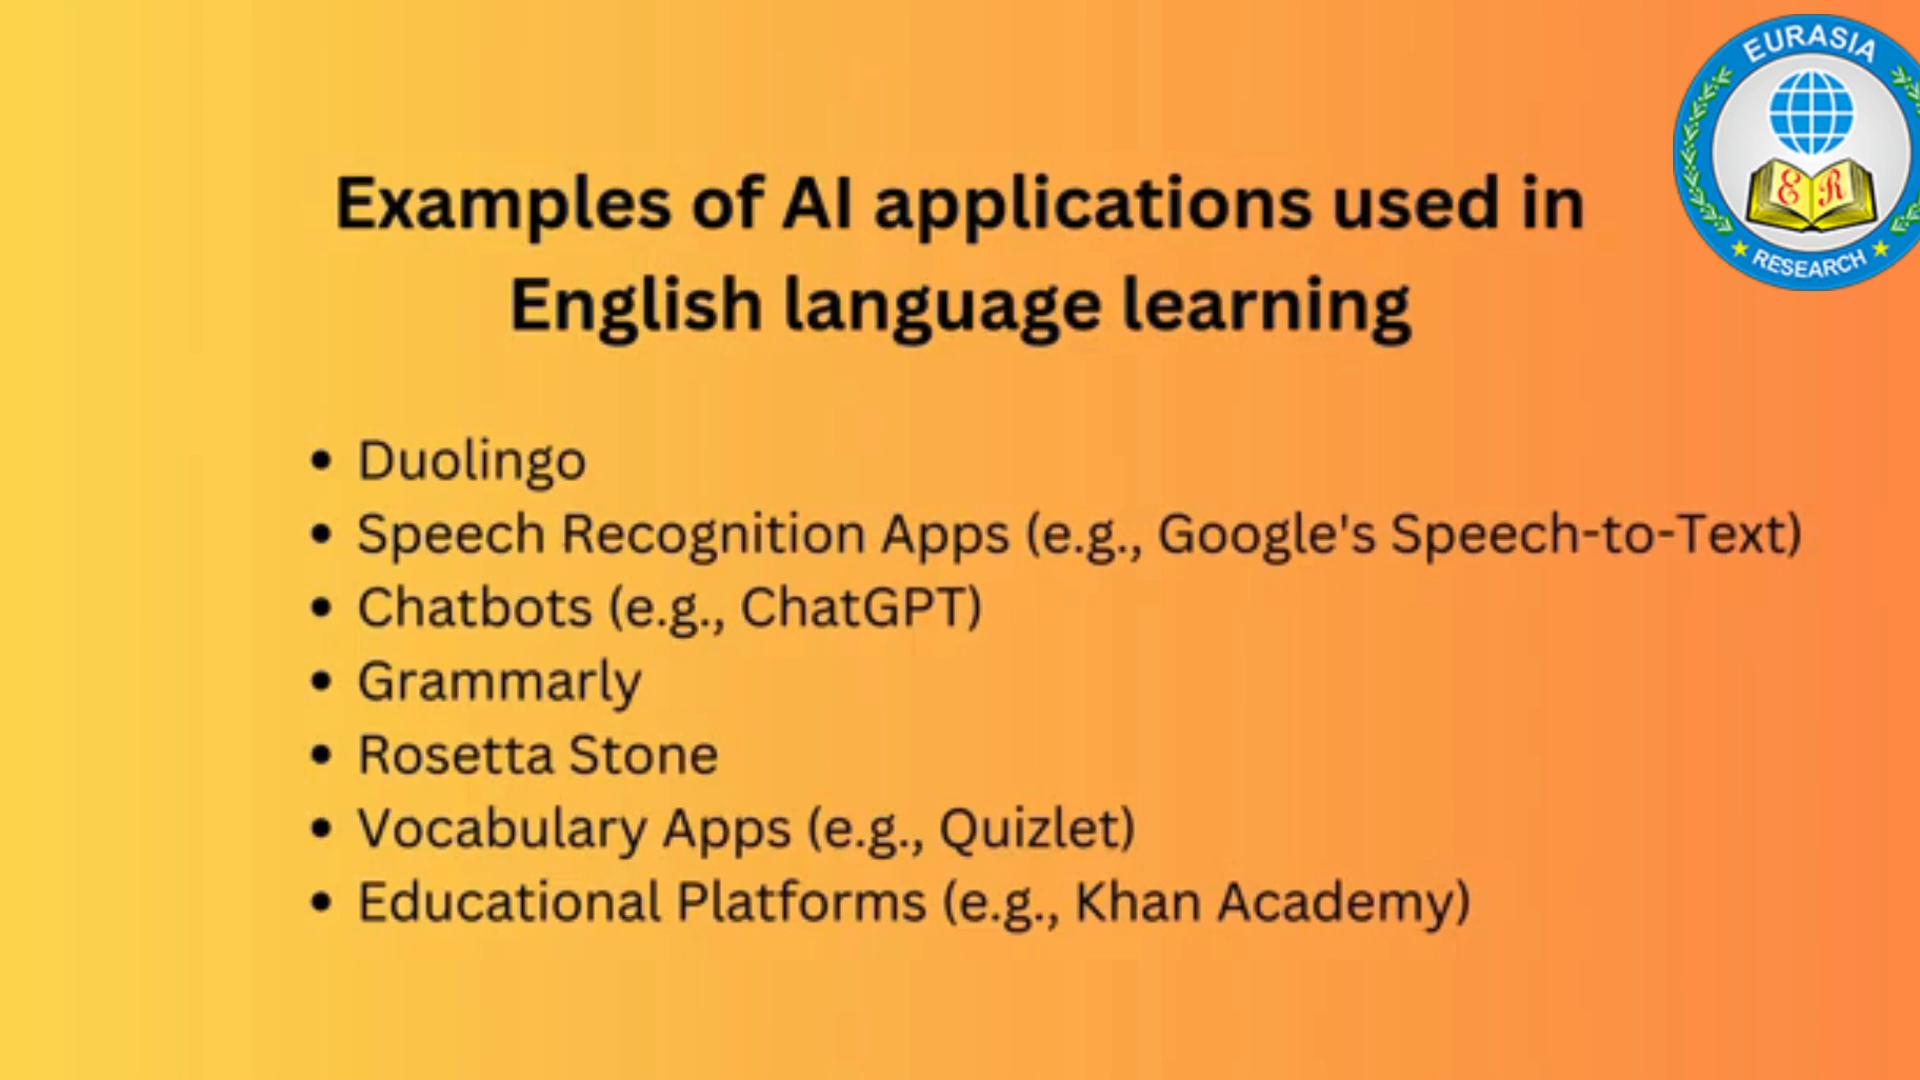 EURASIA
E R
RESEARCH
Examples of AI applications used in
English language learning
• Duolingo
• Speech Recognition Apps (e.g., Google's Speech-to-Text)
• Chatbots (e.g., ChatGPT)
• Grammarly
• Rosetta Stone
• Vocabulary Apps (e.g., Quizlet)
• Educational Platforms (e.g., Khan Academy)